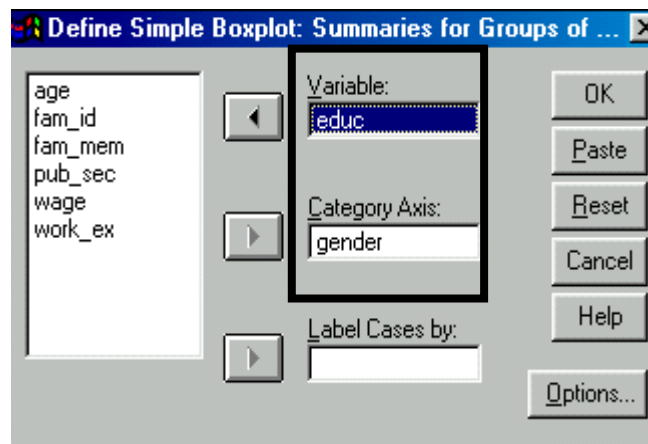 Define Simple Boxplot: Summaries for Groups of ...
age
fam_id
fam_mem
pub_sec
wage
work_ex
Variable:
educ
Category Axis:
gender
Label Cases by:
OK
Paste
Reset
Cancel
Help
Options...